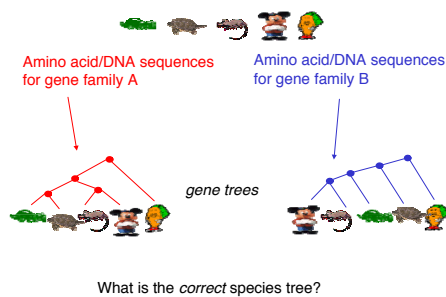 Amino acid/DNA sequences
for gene family A
Amino acid/DNA sequences
for gene family B
gene trees
What is the correct species tree?